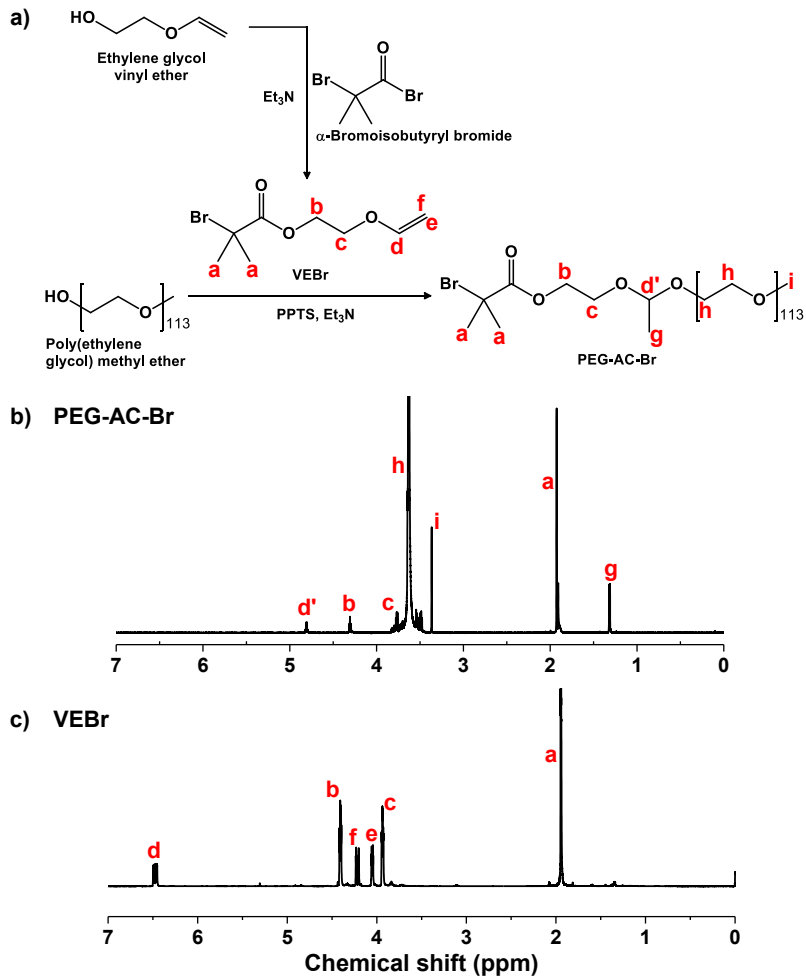 a)
HO
O
Ethylene glycol
vinyl ether
Et₃N
O
Br
Br
α-Bromoisobutyryl bromide
O
Br
O
O
a
a
b
c
d
f
e
VEBr
HO
O
113
Poly(ethylene
glycol) methyl ether
PPTS, Et₃N
O
Br
O
O
O
O
113
a
a
b
c
d'
g
h
h
i
PEG-AC-Br
b) PEG-AC-Br
d'
b
c
h
i
a
g
7 6 5 4 3 2 1 0
c) VEBr
d
b
f
e
c
a
7 6 5 4 3 2 1 0
Chemical shift (ppm)